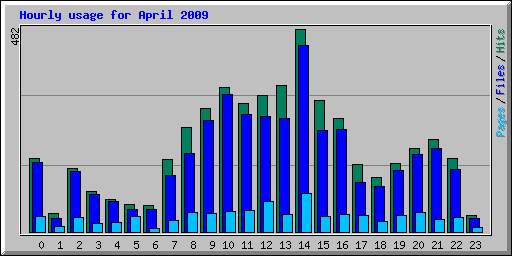 Hourly usage for April 2009
482
Pages/Files/Hits
0 1 2 3 4 5 6 7 8 9 10 11 12 13 14 15 16 17 18 19 20 21 22 23